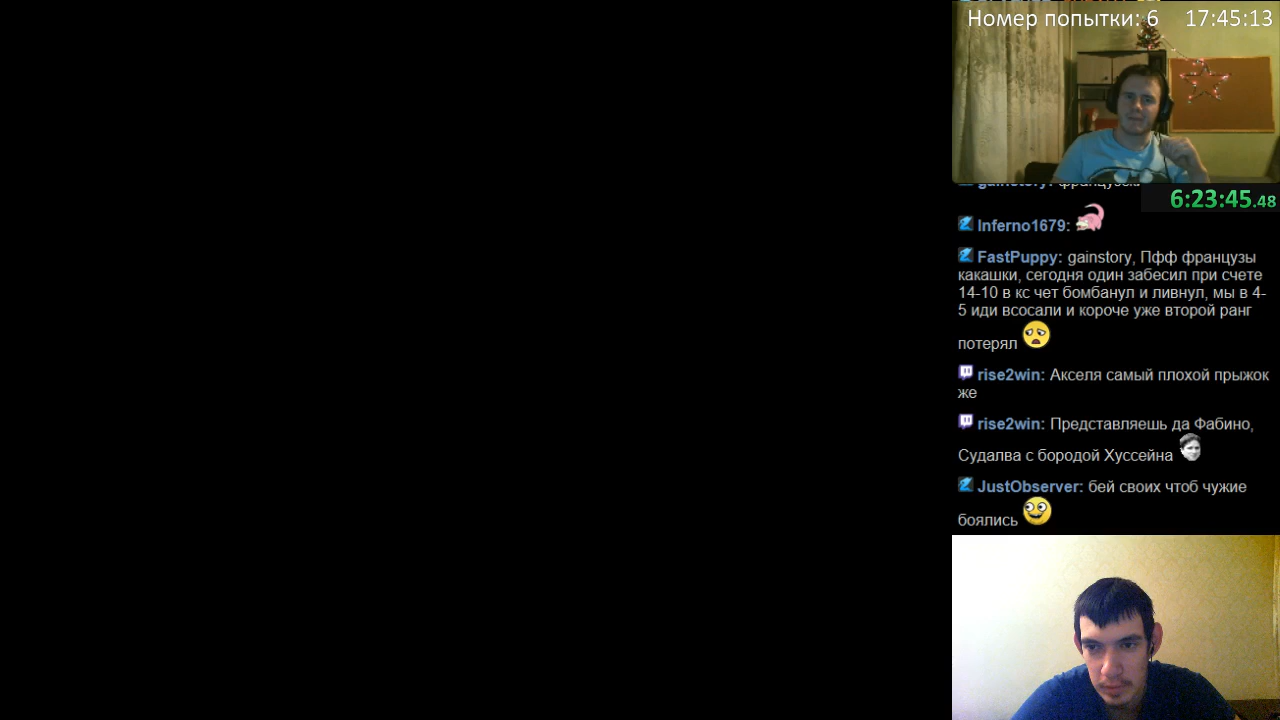 Номер попытки: 6 17:45:13
gainstory: французски
6:23:45.48
Inferno1679:
FastPuppy: gainstory, Пфф французы
какашки, сегодня один забесил при счете
14-10 в кс чет бомбанул и ливнул, мы в 4-
5 иди всосали и короче уже второй ранг
потерял
rise2win: Акселя самый плохой прыжок
же
rise2win: Представляешь да Фабино,
Судалва с бородой Хуссейна
JustObserver: бей своих чтоб чужие
боялись